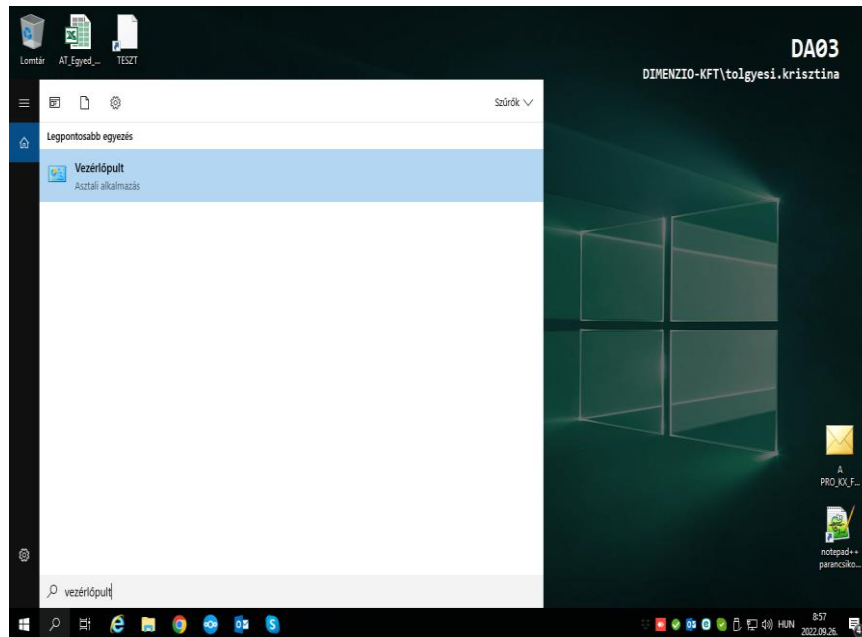 Lomtár
AT_Egyed_...
TESZT
DA03
DIMENZIO-KFT\tolgyesi.krisztina
Szűrők
Legpontosabb egyezés
Vezérlőpult
Asztali alkalmazás
A
PRO_KX_F...
notepad++
parancsiko...
vezérlőpult
HUN
8:57
2022.09.26.